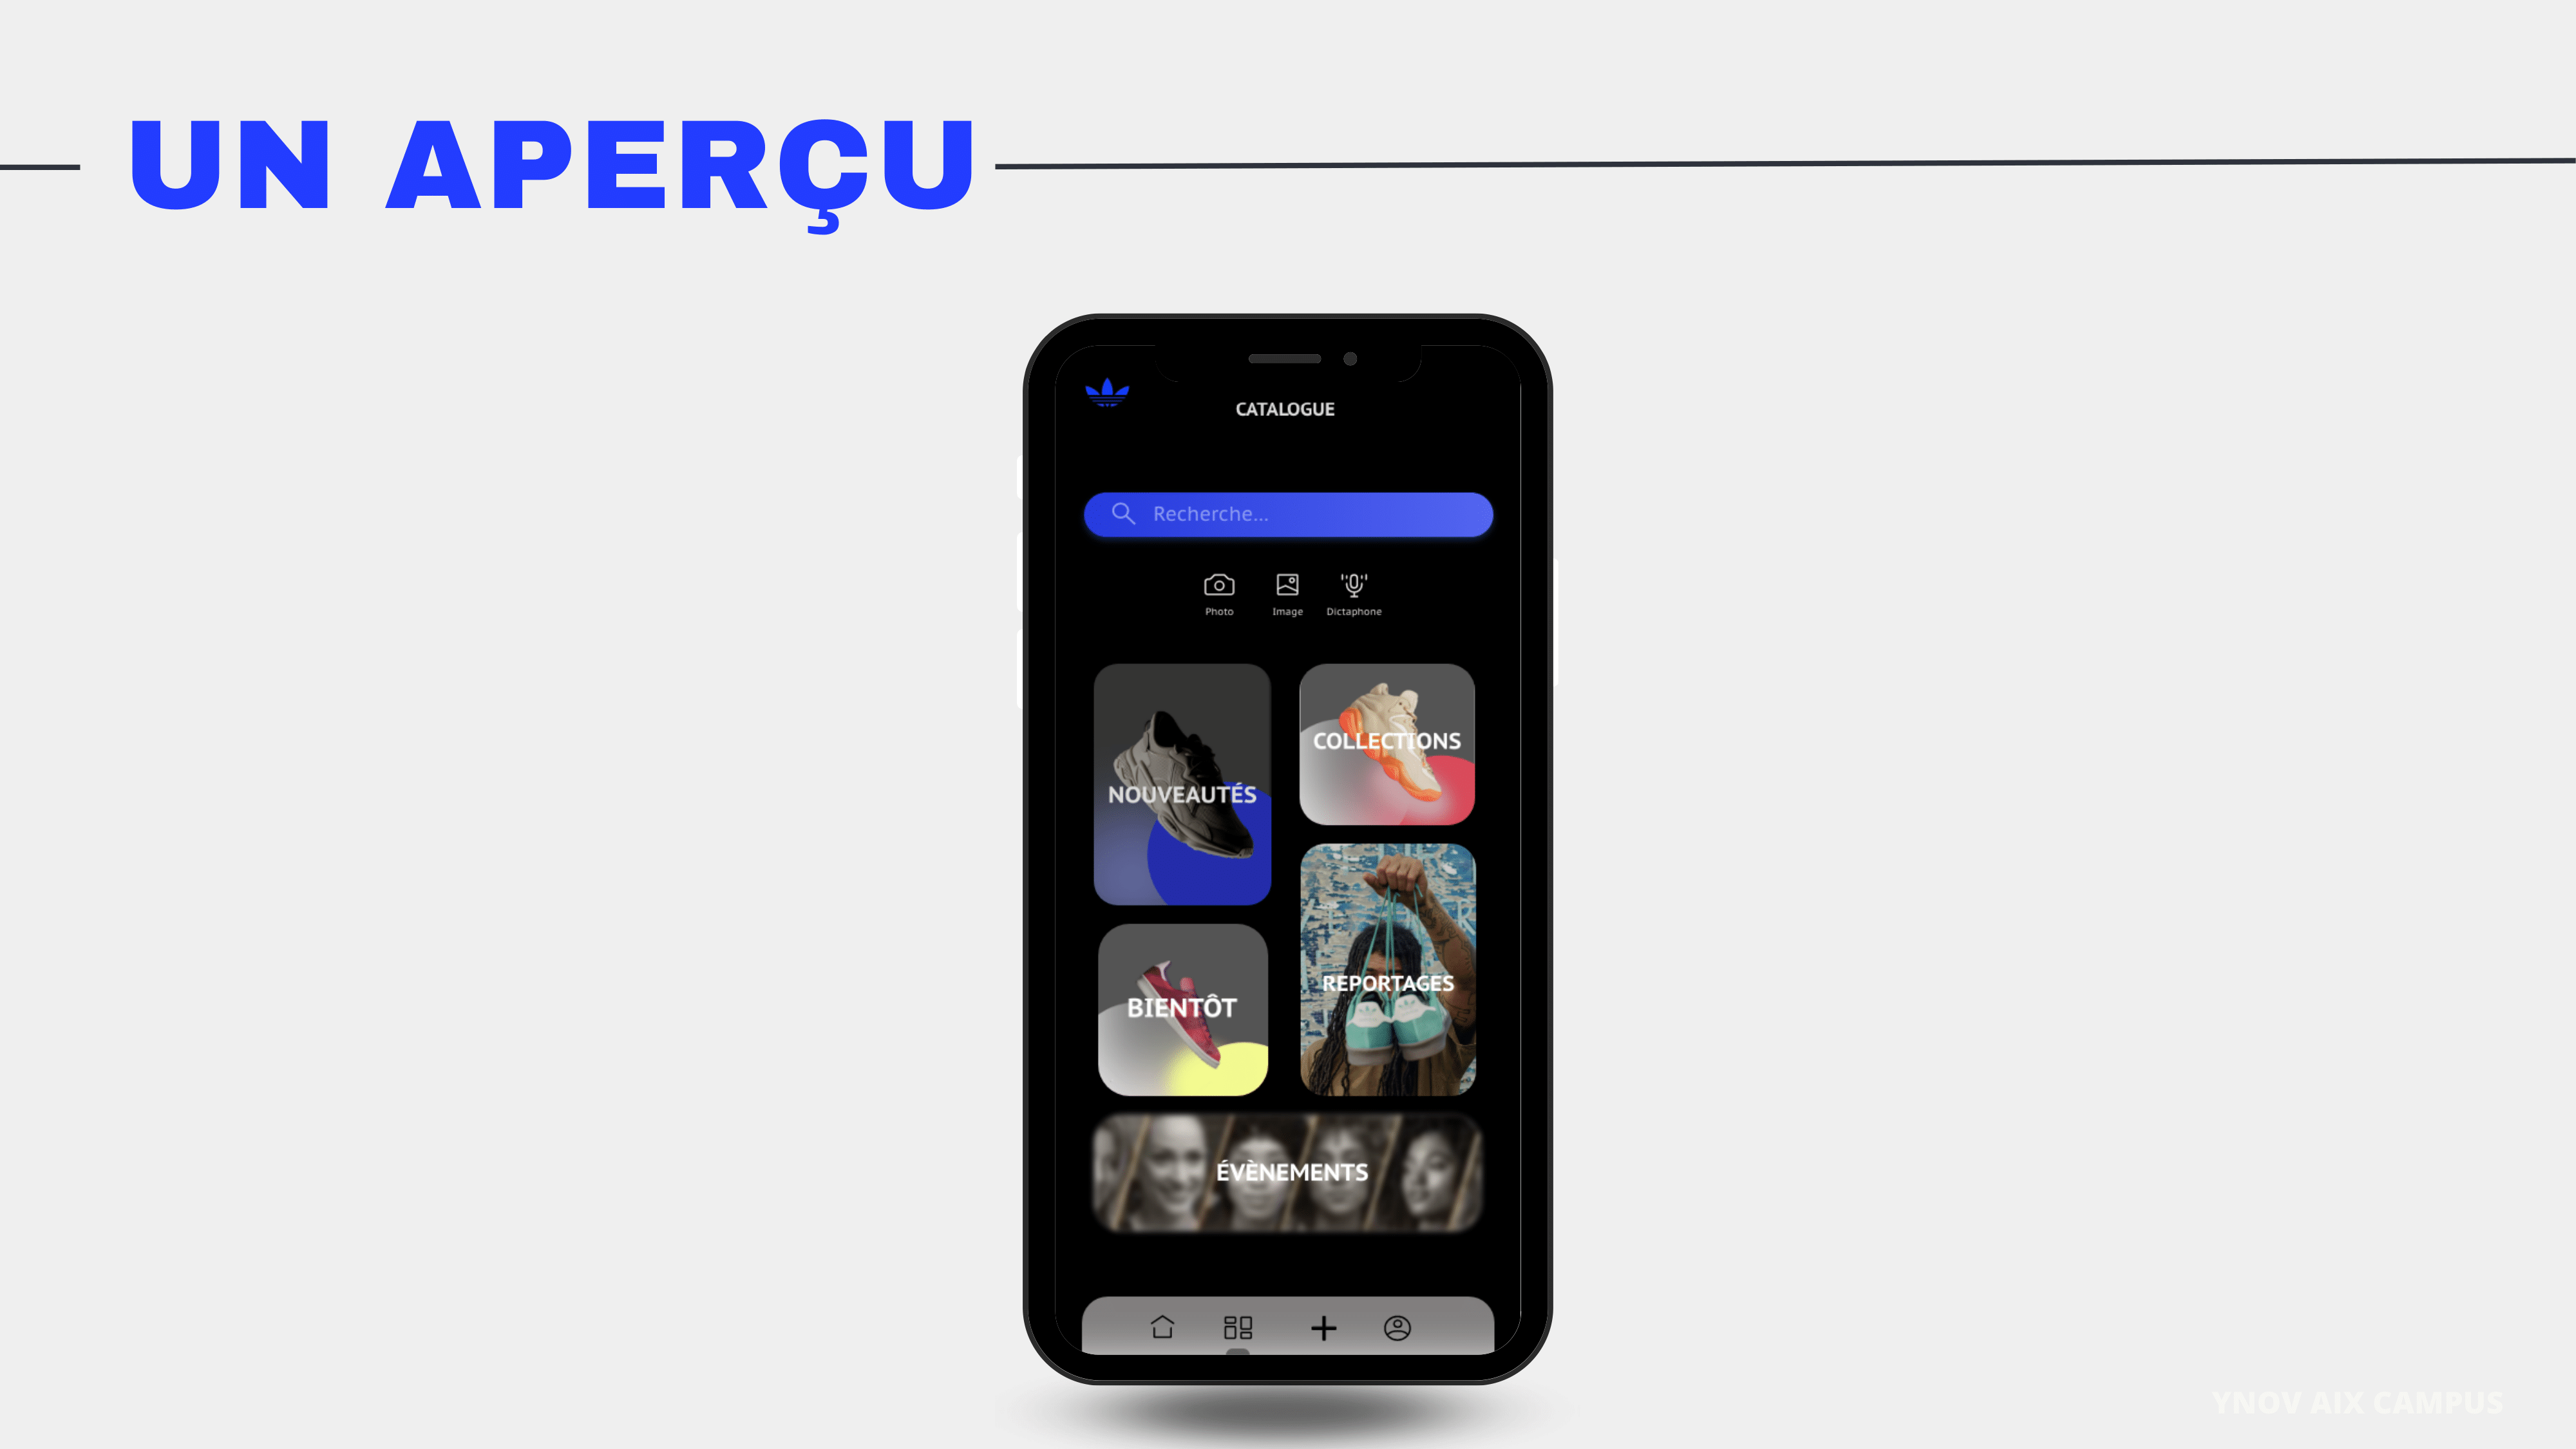 UN APERÇU
CATALOGUE
Recherche...
Photo
Image
Dictaphone
NOUVEAUTÉS
COLLECTIONS
BIENTÔT
REPORTAGES
ÉVÈNEMENTS
YNOV AIX CAMPUS